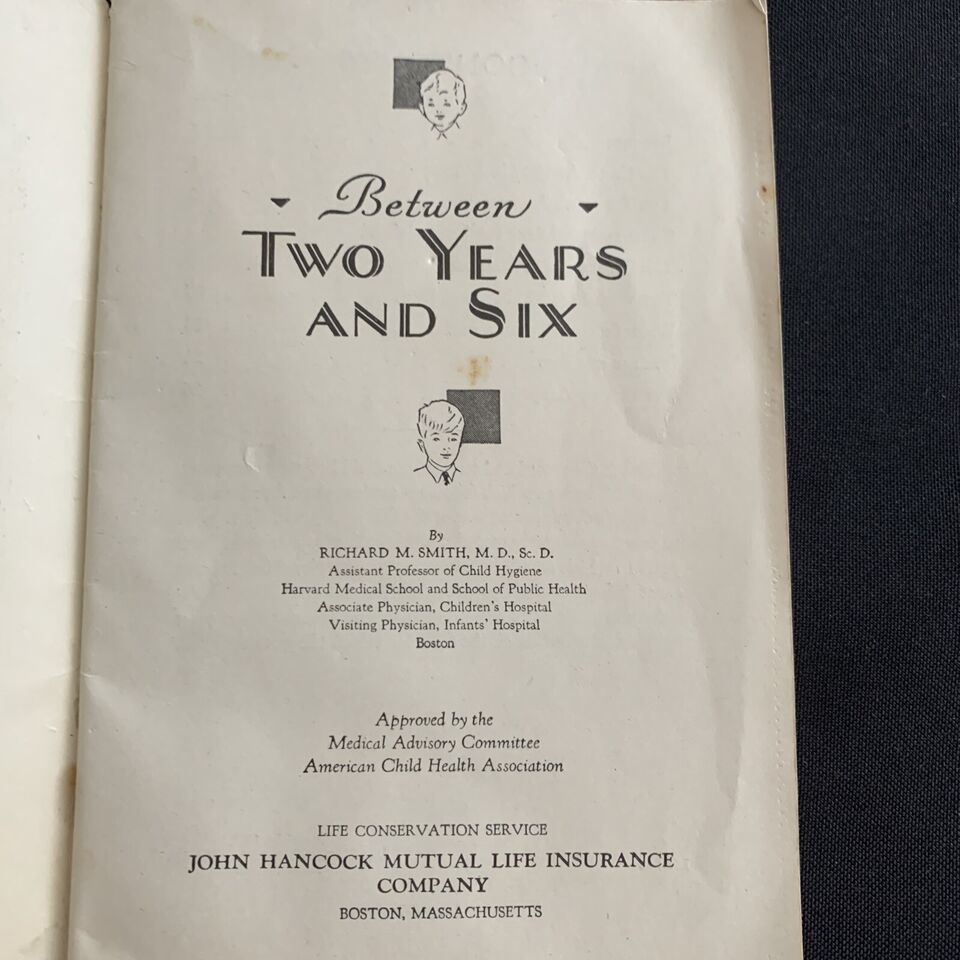 Between
TWO YEARS
AND SIX
By
RICHARD M. SMITH, M. D., Sc. D.
Assistant Professor of Child Hygiene
Harvard Medical School and School of Public Health
Associate Physician, Children's Hospital
Visiting Physician, Infants' Hospital
Boston
Approved by the
Medical Advisory Committee
American Child Health Association
LIFE CONSERVATION SERVICE
JOHN HANCOCK MUTUAL LIFE INSURANCE
COMPANY
BOSTON, MASSACHUSETTS